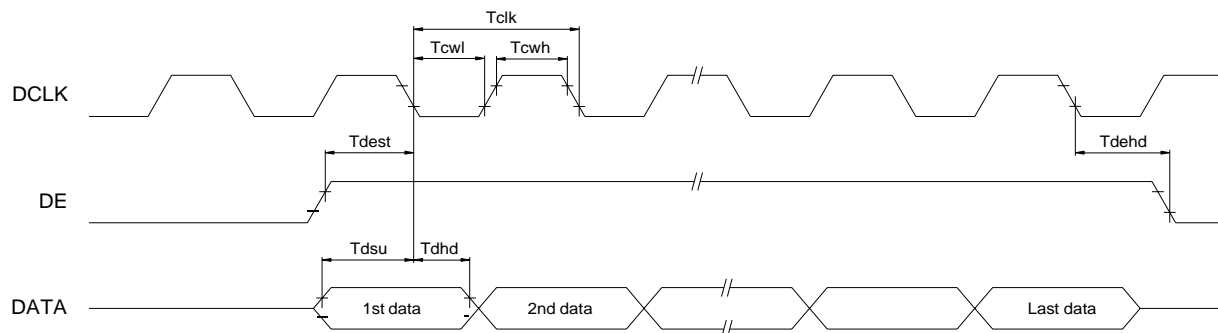 Tclk
Tcwl
Tcwh
DCLK
Tdest
Tdehd
DE
Tdsu
Tdhd
DATA
1st data
2nd data
Last data